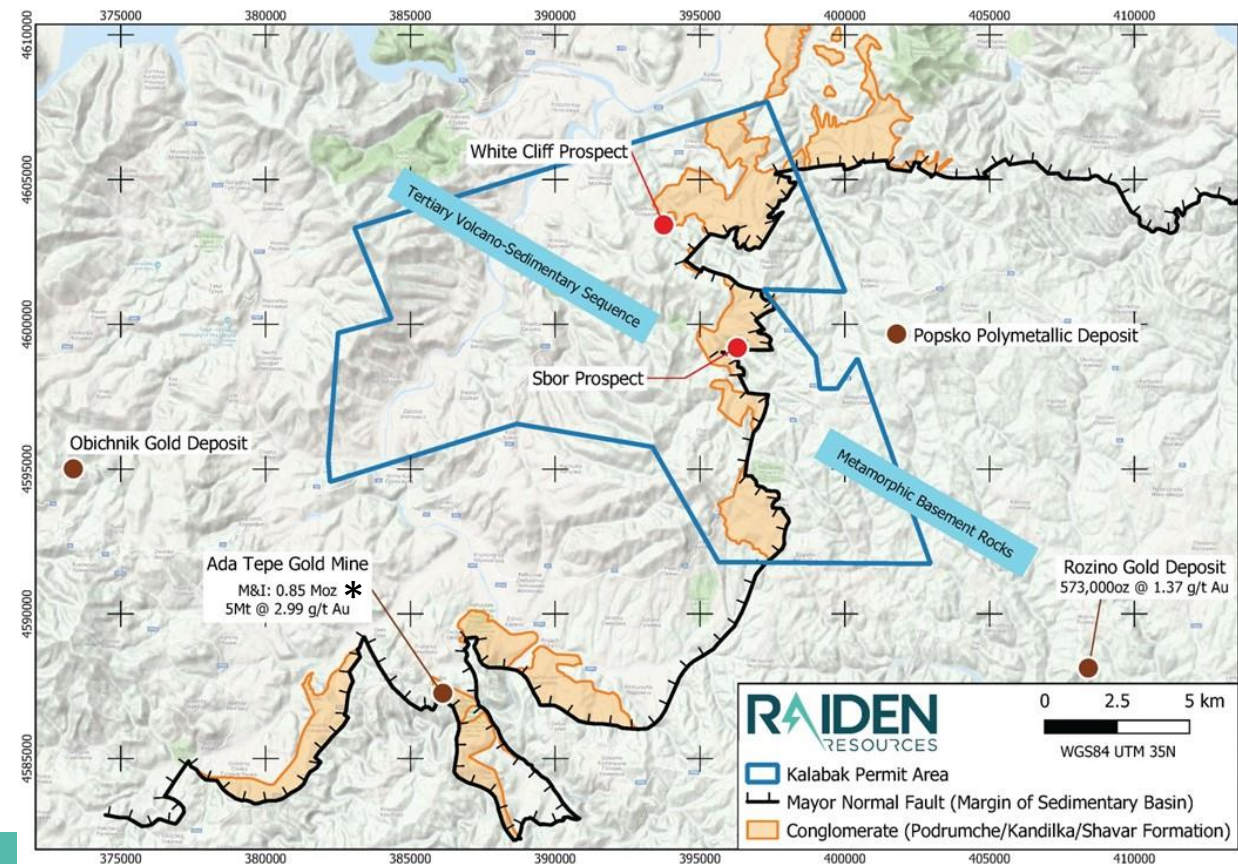 375000 380000 385000 390000 395000 400000 405000 410000
4610000
4605000
4600000
4595000
4590000
4585000
White Cliff Prospect
Tertiary Volcano-Sedimentary Sequence
Popsko Polymetallic Deposit
Sbor Prospect
Obichnik Gold Deposit
Metamorphic Basement Rocks
Ada Tepe Gold Mine
M&I: 0.85 Moz *
5Mt @ 2.99 g/t Au
Rozino Gold Deposit
573,000oz @ 1.37 g/t Au
RAIDEN
RESOURCES
0 2.5 5 km
WGS84 UTM 35N
Kalabak Permit Area
Mayor Normal Fault (Margin of Sedimentary Basin)
Conglomerate (Podrumche/Kandilka/Shavar Formation)
375000 380000 385000 390000 395000 400000 405000 410000